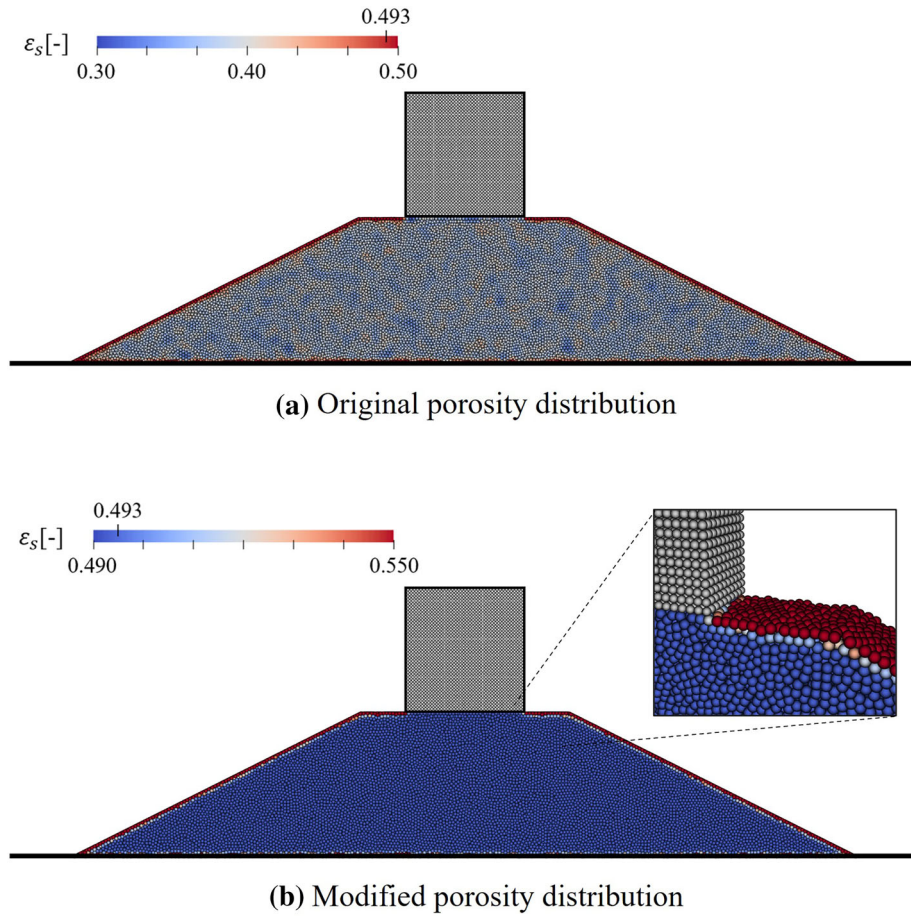 0.493
εs[-]
0.30 0.40 0.50
(a) Original porosity distribution
0.493
εs[-]
0.490 0.550
(b) Modified porosity distribution